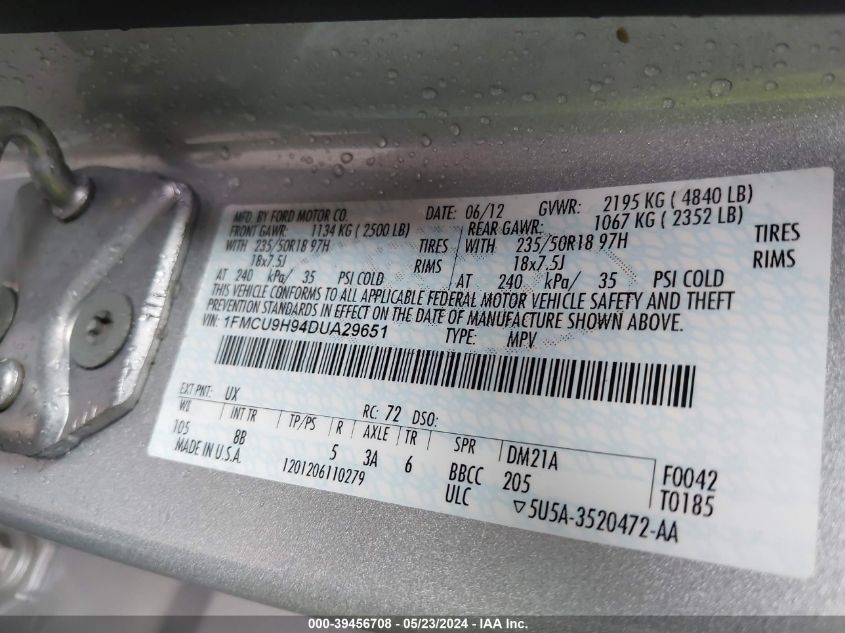 MFD. BY FORD MOTOR CO. DATE: 06/12 GVWR: 2195 KG ( 4840 LB)
FRONT GAWR: 1134 KG ( 2500 LB) REAR GAWR: 1067 KG ( 2352 LB)
WITH 235/50R18 97H TIRES WITH 235/50R18 97H TIRES
18x7.5J RIMS 18x7.5J RIMS
AT 240 kPa/ 35 PSI COLD AT 240 kPa/ 35 PSI COLD
THIS VEHICLE CONFORMS TO ALL APPLICABLE FEDERAL MOTOR VEHICLE SAFETY AND THEFT
PREVENTION STANDARDS IN EFFECT ON THE DATE OF MANUFACTURE SHOWN ABOVE.
VIN: 1FMCU9H94DUA29651 TYPE: MPV
EXT PNT: UX RC: 72 DSO:
WB INT TR TP/PS R AXLE TR SPR DM21A F0042
105 8B 5 3A 6 BBCC 205 T0185
MADE IN U.S.A. 1201206110279 ULC ▽5U5A-3520472-AA
000-39456708 - 05/23/2024 - IAA Inc.